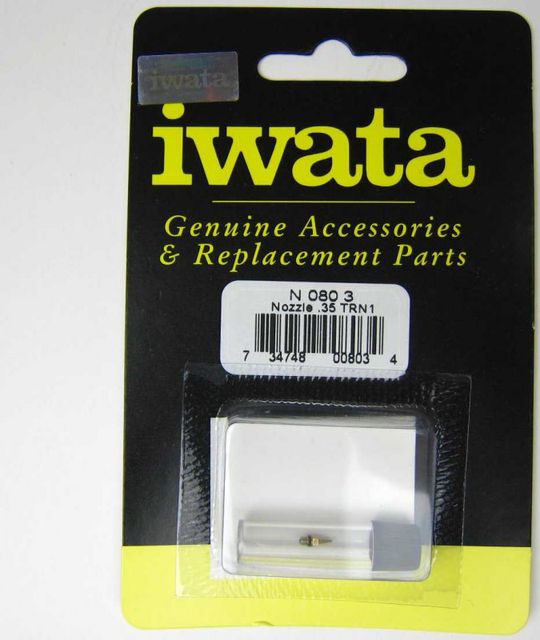 iwata
iwata
Genuine Accessories
& Replacement Parts
N 080 3
Nozzle .35 TRN1
7 34748 00803 4